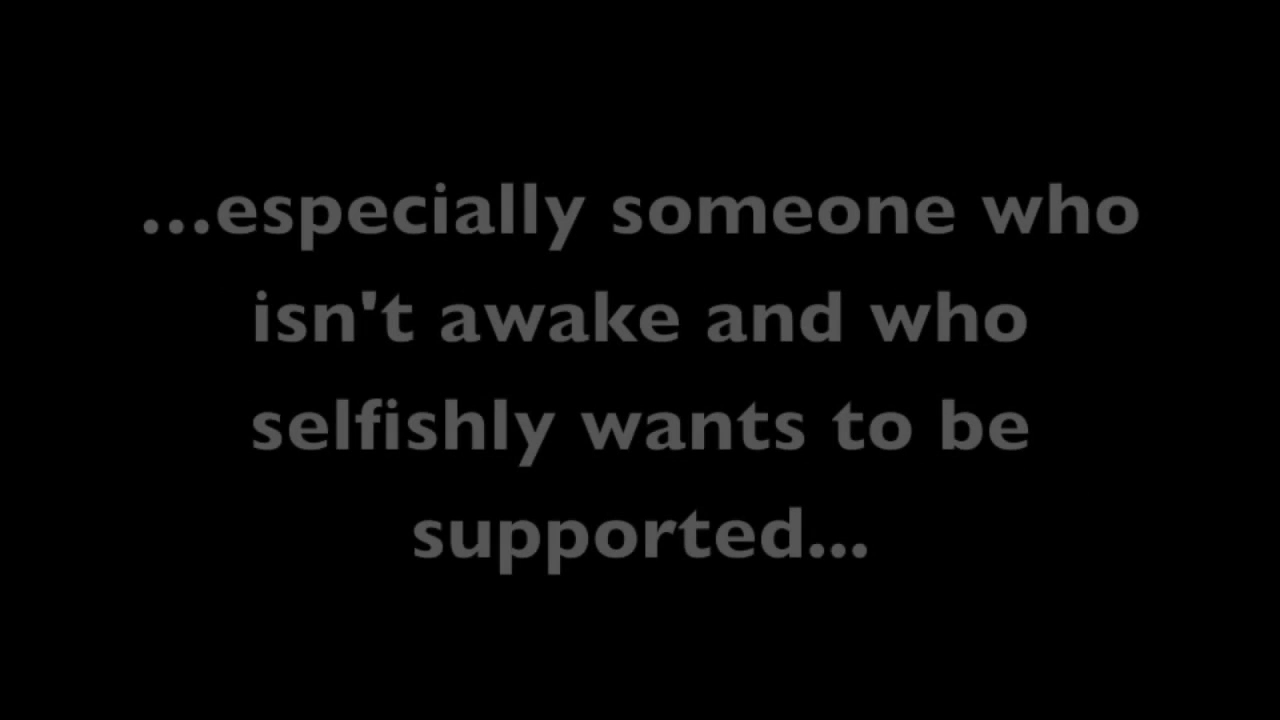 ...especially someone who
isn't awake and who
selfishly wants to be
supported...